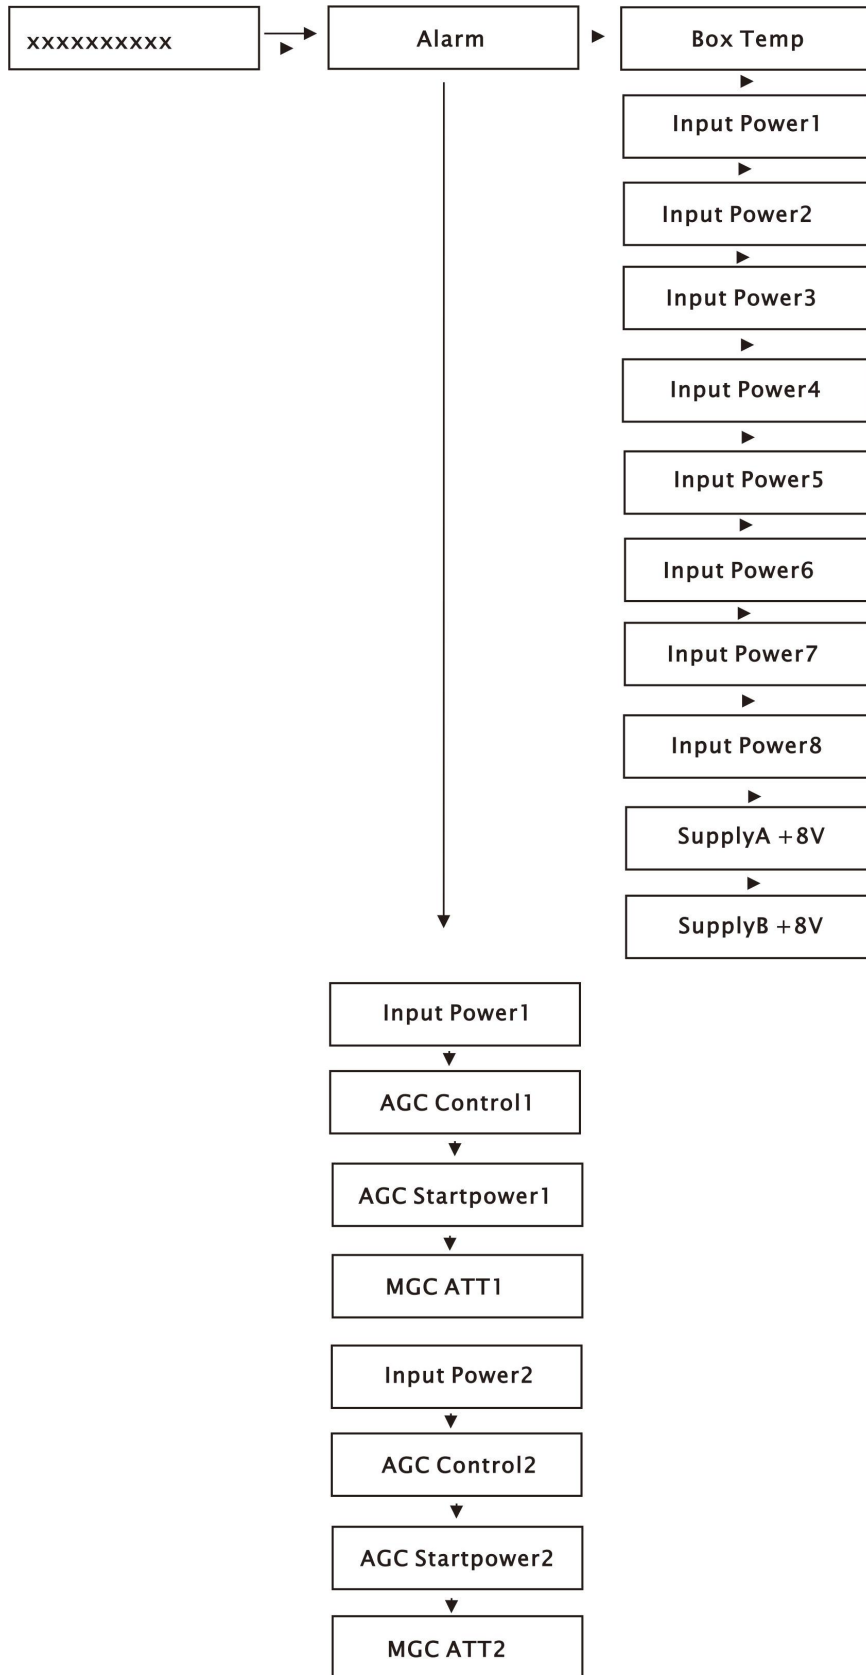 xxxxxxxxxx
Alarm
Box Temp
Input Power1
Input Power2
Input Power3
Input Power4
Input Power5
Input Power6
Input Power7
Input Power8
SupplyA +8V
SupplyB +8V
Input Power1
AGC Control1
AGC Startpower1
MGC ATT1
Input Power2
AGC Control2
AGC Startpower2
MGC ATT2